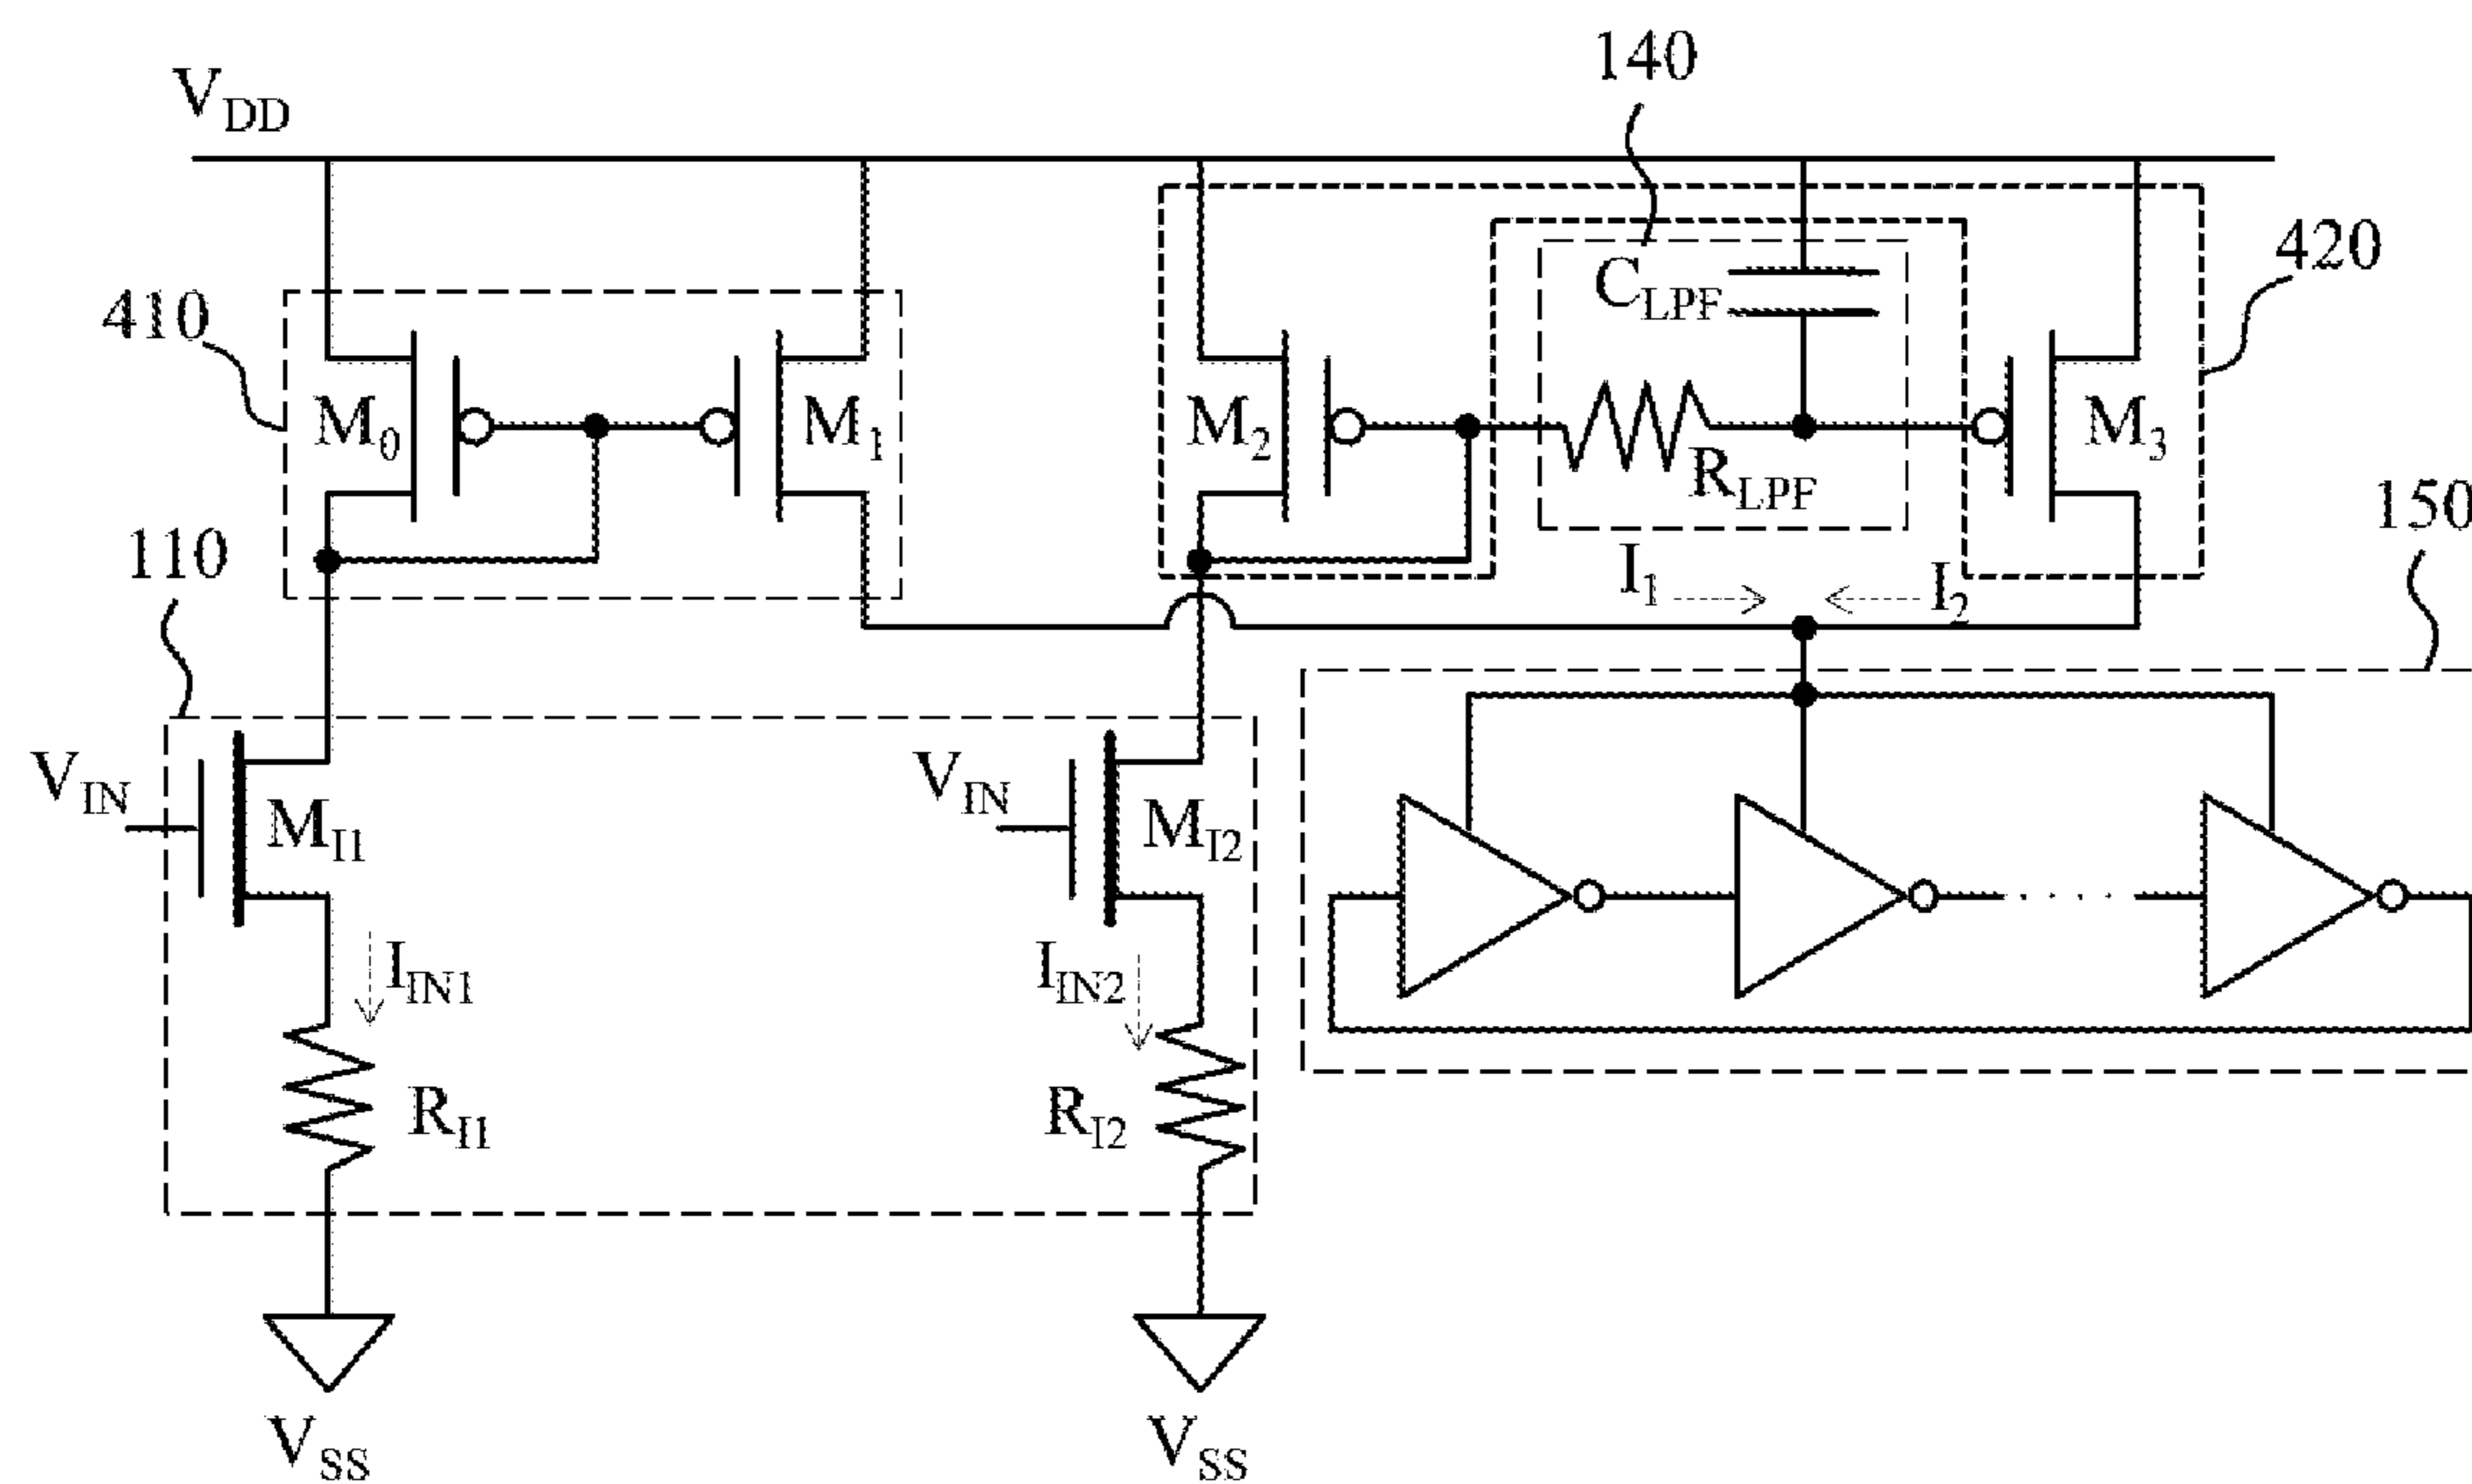 140
V_DD
420
C_LPF
410
M_0
M_1
M_2
R_LPF
M_3
150
110
I_1
I_2
V_IN
M_I1
V_IN
M_I2
I_IN1
I_IN2
R_I1
R_I2
V_SS
V_SS